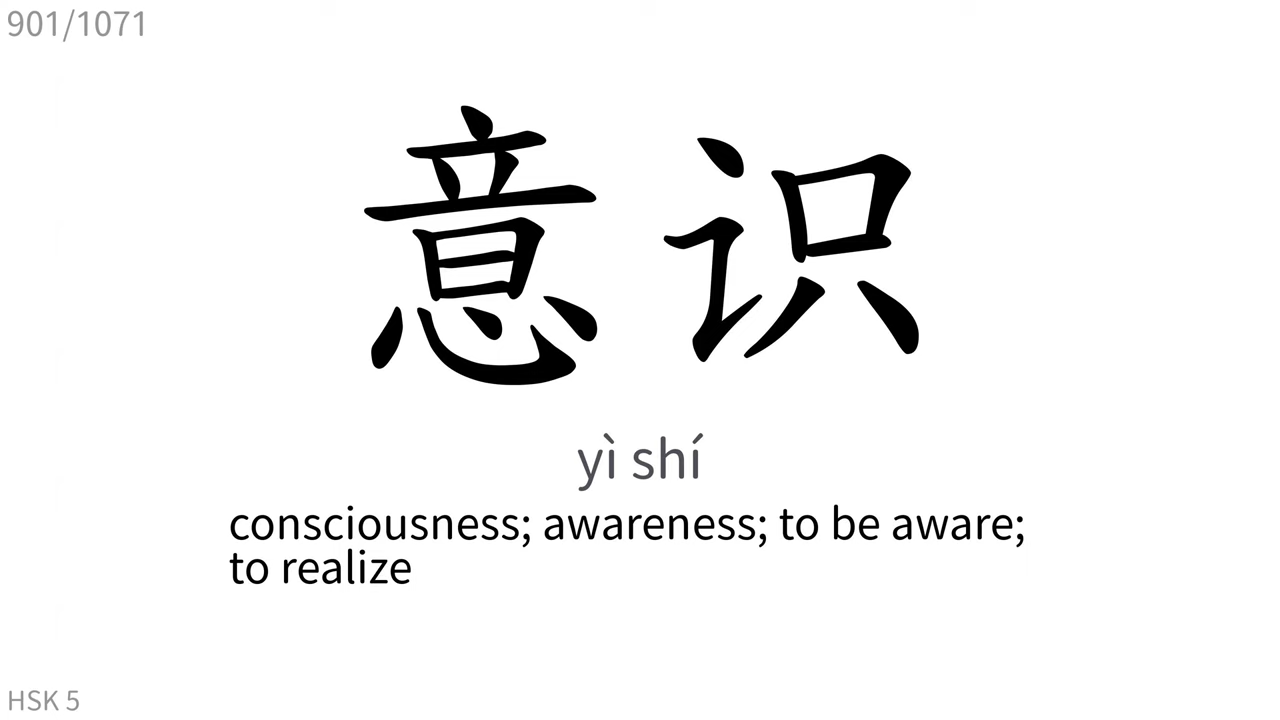 901/1071
意识
yì shí
consciousness; awareness; to be aware;
to realize
HSK 5